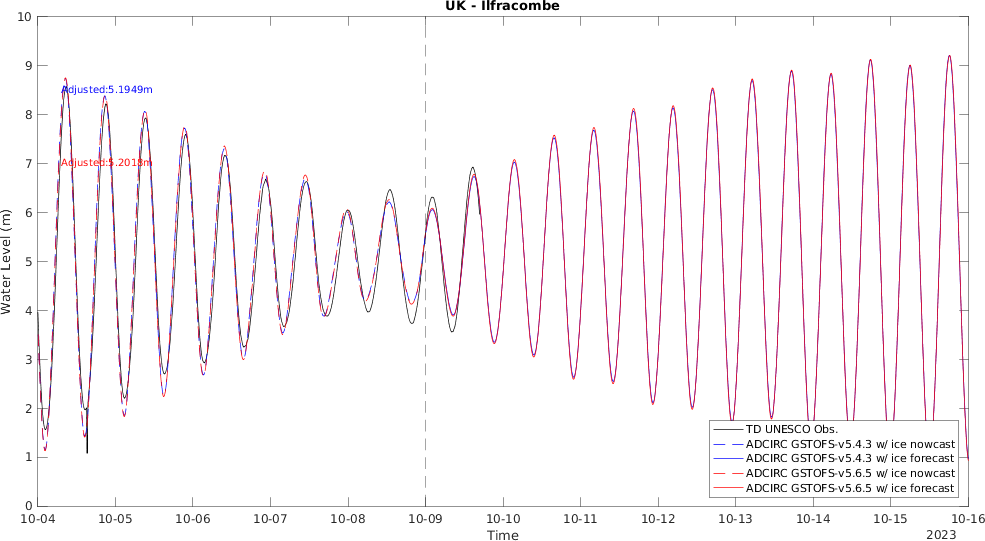 UK - Ilfracombe
10
9
8
7
6
5
4
3
2
1
0
Water Level (m)
Adjusted:5.1949m
Adjusted:5.2018m
TD UNESCO Obs.
ADCIRC GSTOFS-v5.4.3 w/ ice nowcast
ADCIRC GSTOFS-v5.4.3 w/ ice forecast
ADCIRC GSTOFS-v5.6.5 w/ ice nowcast
ADCIRC GSTOFS-v5.6.5 w/ ice forecast
10-04 10-05 10-06 10-07 10-08 10-09 10-10 10-11 10-12 10-13 10-14 10-15 10-16
Time
2023